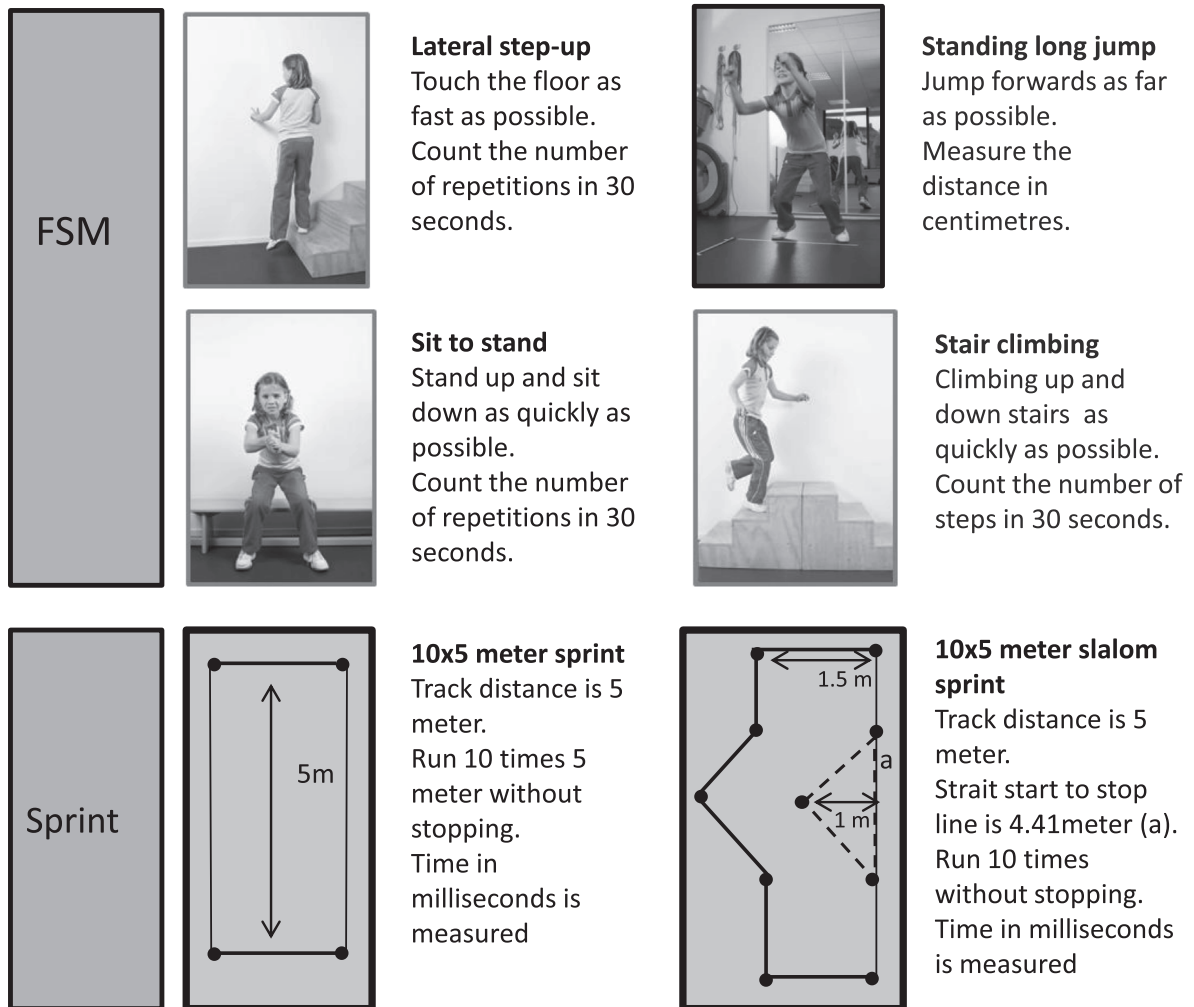 FSM
Lateral step-up
Touch the floor as
fast as possible.
Count the number
of repetitions in 30
seconds.
Standing long jump
Jump forwards as far
as possible.
Measure the
distance in
centimetres.
Sit to stand
Stand up and sit
down as quickly as
possible.
Count the number
of repetitions in 30
seconds.
Stair climbing
Climbing up and
down stairs as
quickly as possible.
Count the number of
steps in 30 seconds.
Sprint
5m
10x5 meter sprint
Track distance is 5
meter.
Run 10 times 5
meter without
stopping.
Time in
milliseconds is
measured
1.5 m
a
1 m
10x5 meter slalom
sprint
Track distance is 5
meter.
Strait start to stop
line is 4.41meter (a).
Run 10 times
without stopping.
Time in milliseconds
is measured